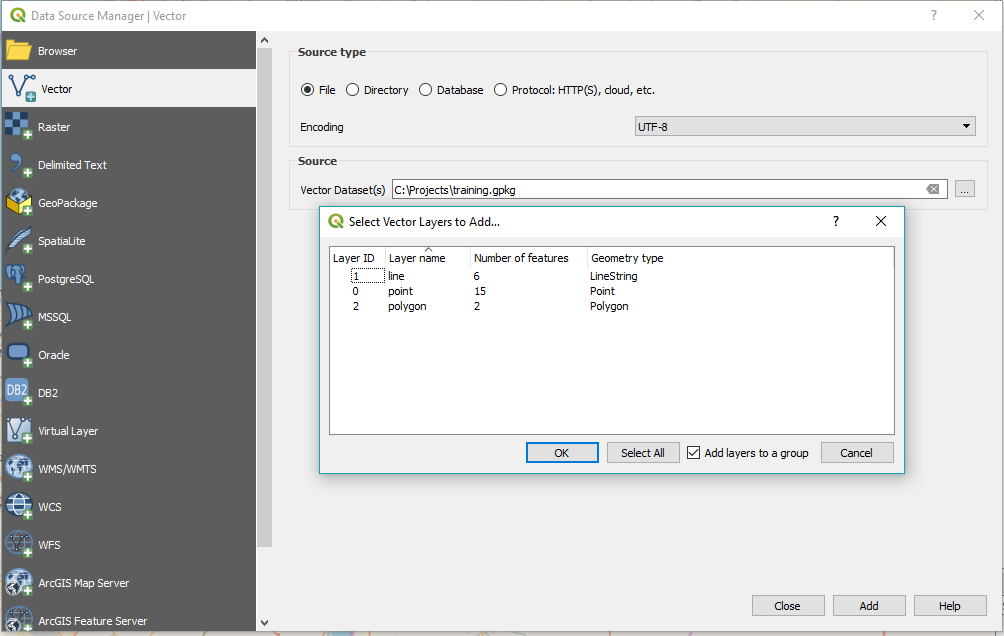 Data Source Manager | Vector
Browser
Vector
Raster
Delimited Text
GeoPackage
SpatiaLite
PostgreSQL
MSSQL
Oracle
DB2
DB2
Virtual Layer
WMS/WMTS
WCS
WFS
ArcGIS Map Server
ArcGIS Feature Server
Source type
File Directory Database Protocol: HTTP(S), cloud, etc.
Encoding UTF-8
Source
Vector Dataset(s) C:\Projects\training.gpkg ...
Select Vector Layers to Add... ?
Layer ID Layer name Number of features Geometry type
1 line 6 LineString
0 point 15 Point
2 polygon 2 Polygon
OK Select All Add layers to a group Cancel
Close Add Help